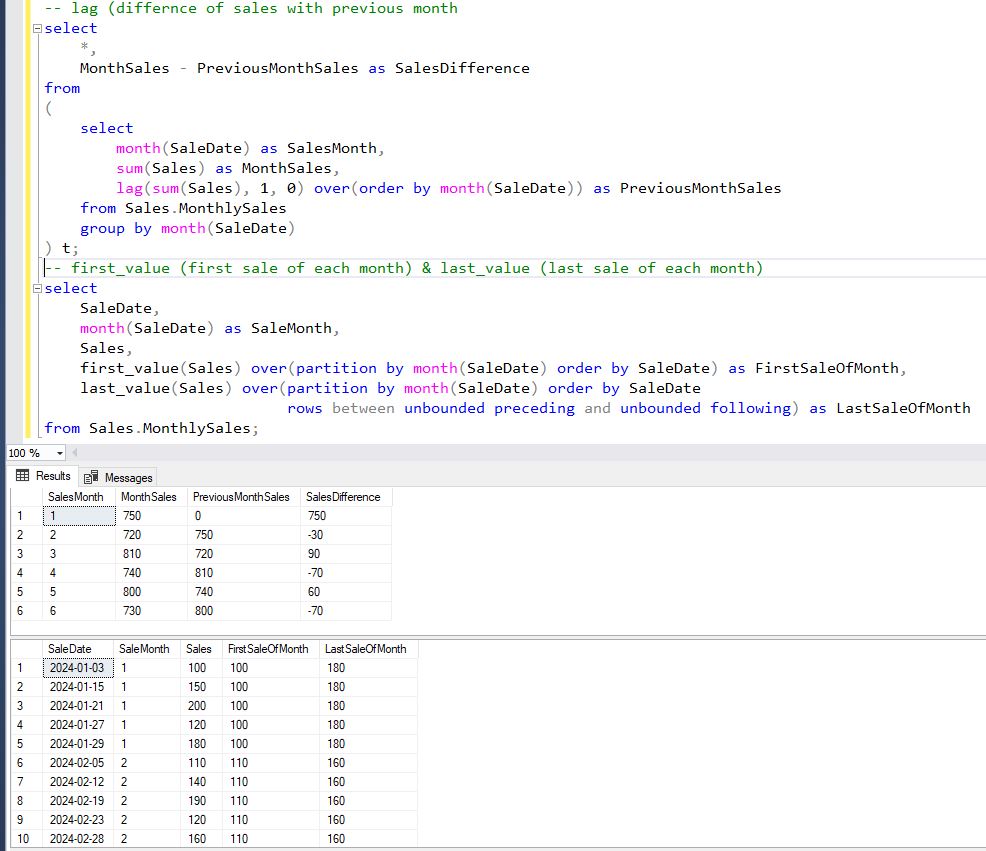 -- lag (differnce of sales with previous month
select
*,
MonthSales - PreviousMonthSales as SalesDifference
from
(
select
month(SaleDate) as SalesMonth,
sum(Sales) as MonthSales,
lag(sum(Sales), 1, 0) over(order by month(SaleDate)) as PreviousMonthSales
from Sales.MonthlySales
group by month(SaleDate)
) t;
-- first_value (first sale of each month) & last_value (last sale of each month)
select
SaleDate,
month(SaleDate) as SaleMonth,
Sales,
first_value(Sales) over(partition by month(SaleDate) order by SaleDate) as FirstSaleOfMonth,
last_value(Sales) over(partition by month(SaleDate) order by SaleDate
rows between unbounded preceding and unbounded following) as LastSaleOfMonth
from Sales.MonthlySales;
100 %
Results Messages
SalesMonth MonthSales PreviousMonthSales SalesDifference
1 1 750 0 750
2 2 720 750 -30
3 3 810 720 90
4 4 740 810 -70
5 5 800 740 60
6 6 730 800 -70
SaleDate SaleMonth Sales FirstSaleOfMonth LastSaleOfMonth
1 2024-01-03 1 100 100 180
2 2024-01-15 1 150 100 180
3 2024-01-21 1 200 100 180
4 2024-01-27 1 120 100 180
5 2024-01-29 1 180 100 180
6 2024-02-05 2 110 110 160
7 2024-02-12 2 140 110 160
8 2024-02-19 2 190 110 160
9 2024-02-23 2 120 110 160
10 2024-02-28 2 160 110 160